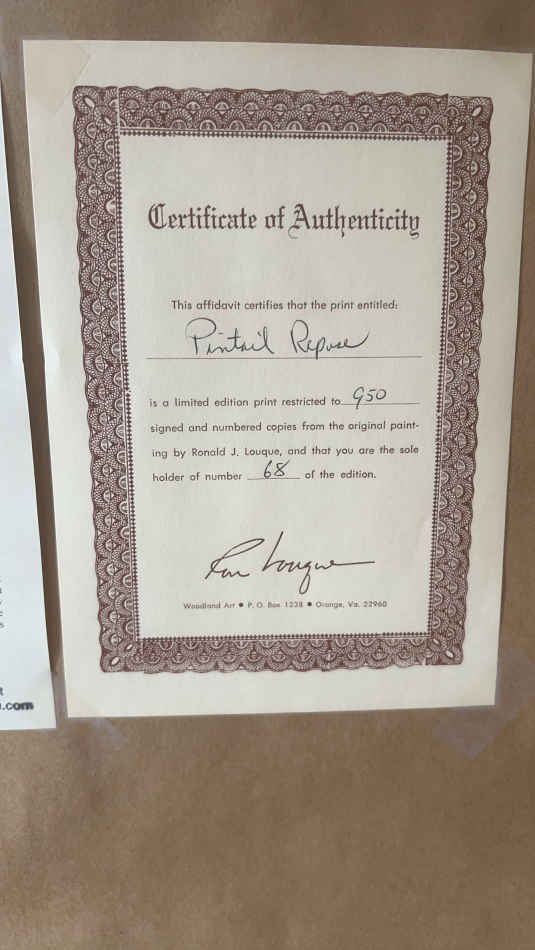 Certificate of Authenticity
This affidavit certifies that the print entitled:
Pintail Repose
is a limited edition print restricted to 950
signed and numbered copies from the original paint-
ing by Ronald J. Louque, and that you are the sole
holder of number 68 of the edition.
Ron Louque
Woodland Art ● P. O. Box 1238 ● Orange, Va. 22960
.com